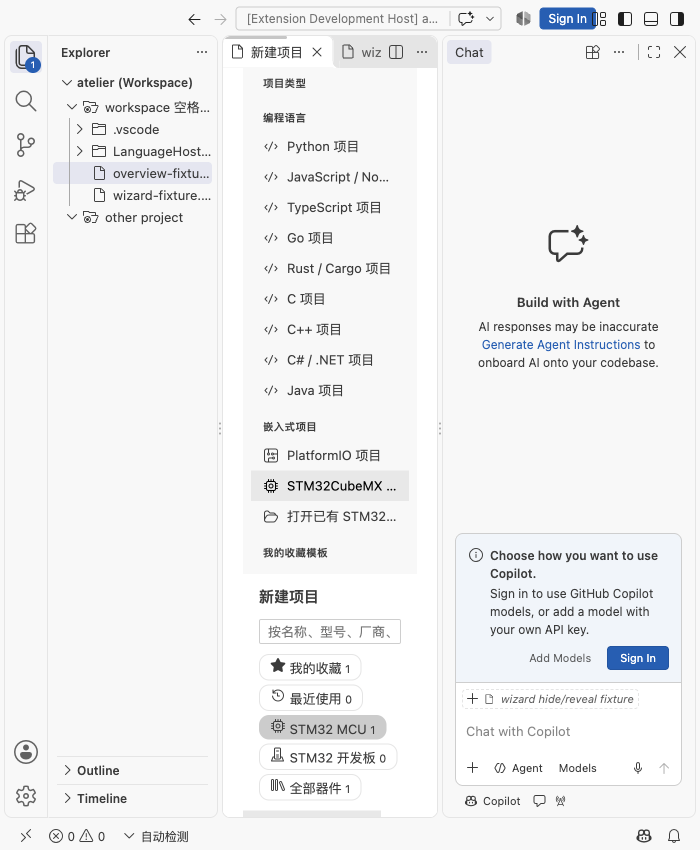 [Extension Development Host] a...
Sign In
Explorer
1
atelier (Workspace)
workspace 空格...
.vscode
LanguageHost...
overview-fixtu...
wizard-fixture....
other project
Outline
Timeline
新建项目
wiz
项目类型
编程语言
Python 项目
JavaScript / No...
TypeScript 项目
Go 项目
Rust / Cargo 项目
C 项目
C++ 项目
C# / .NET 项目
Java 项目
嵌入式项目
PlatformIO 项目
STM32CubeMX ...
打开已有 STM32...
我的收藏模板
新建项目
按名称、型号、厂商、
我的收藏 1
最近使用 0
STM32 MCU 1
STM32 开发板 0
全部器件 1
Chat
Build with Agent
AI responses may be inaccurate
Generate Agent Instructions to
onboard AI onto your codebase.
Choose how you want to use
Copilot.
Sign in to use GitHub Copilot
models, or add a model with
your own API key.
Add Models
Sign In
wizard hide/reveal fixture
Chat with Copilot
Agent
Models
Copilot
0
0
自动检测